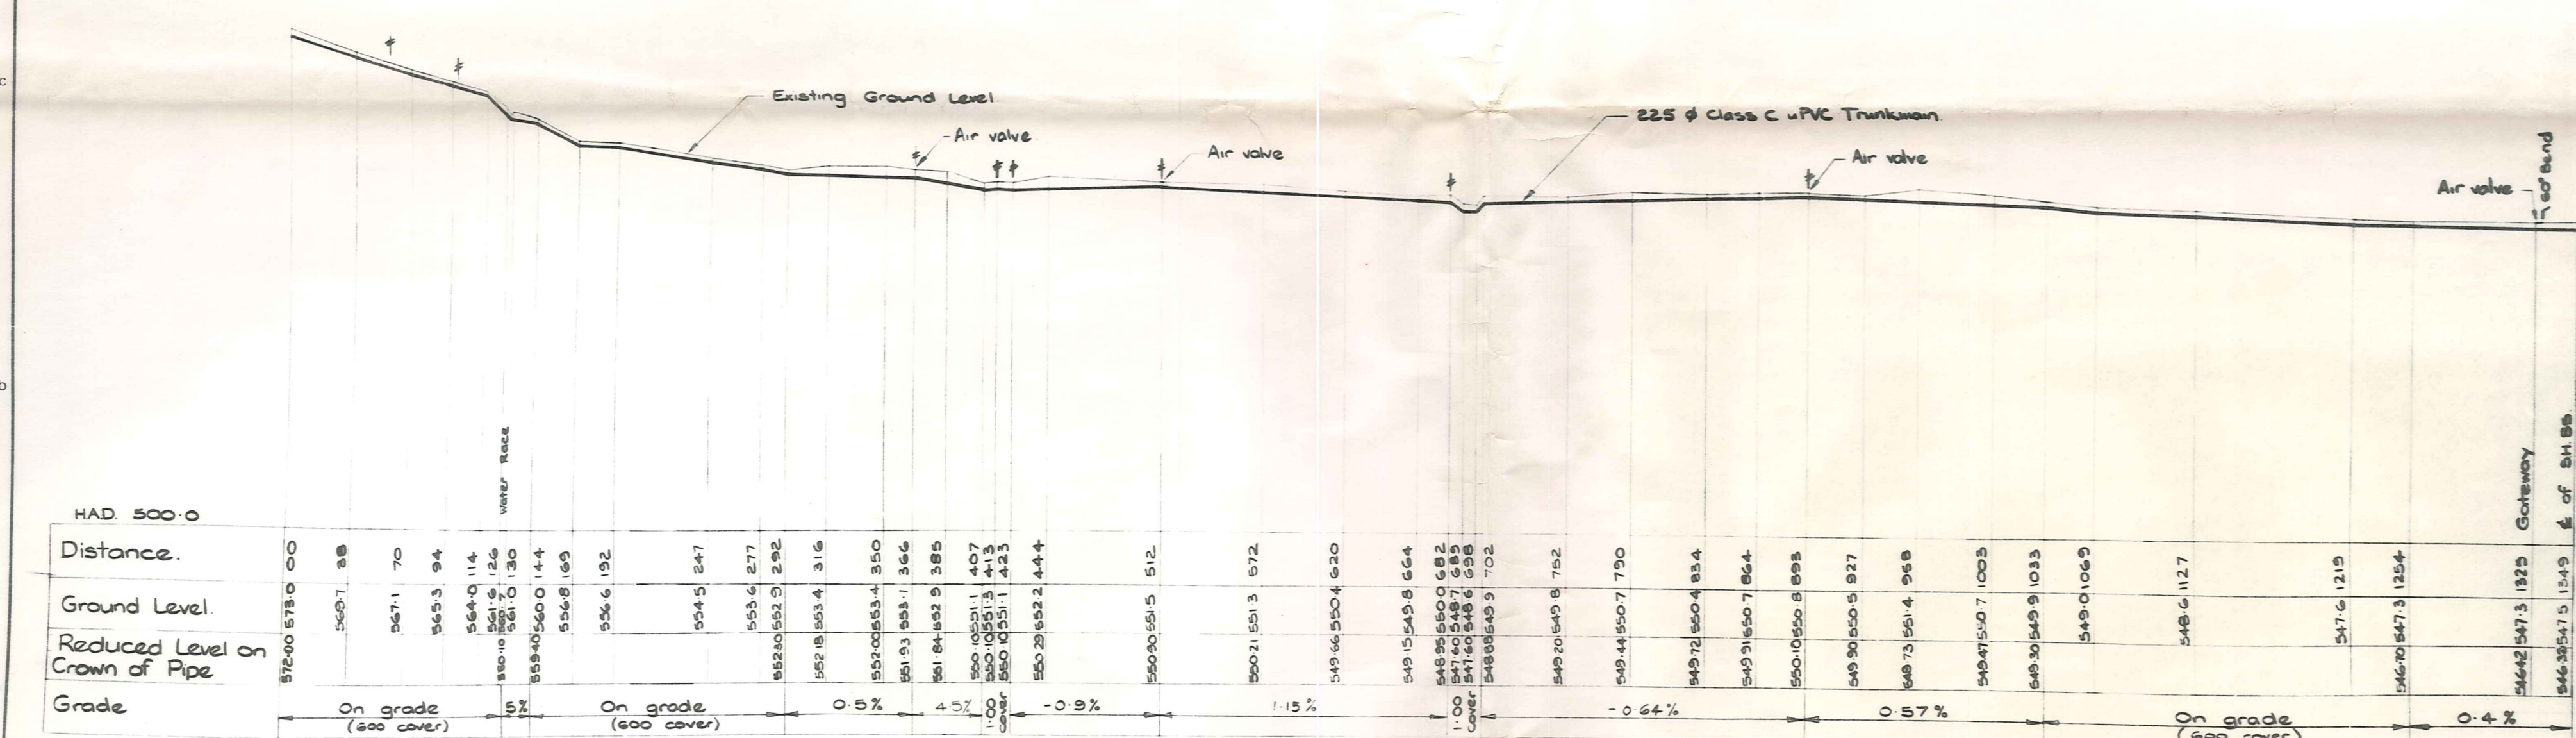 c
Existing Ground Level.
Air valve
Air valve
225 ϕ Class C uPVC Trunkmain.
Air valve
Air valve
60° Bend
b
Water Race
Gateway
℄ of S.H. 85
H.A.D. 500·0
Distance. 00 38 70 94 114 126 130 144 169 192 247 277 292 316 350 366 385 407 413 423 444 512 572 620 664 682 689 698 702 752 790 834 864 893 927 958 1003 1033 1069 1127 1219 1254 1329 1349
Ground Level. 573·0 569·7 567·1 565·3 564·0 561·6 561·0 560·0 556·8 556·6 554·5 553·6 552·9 553·4 553·4 553·1 552·9 551·1 551·3 551·1 552·2 551·5 551·3 550·4 549·8 550·0 548·7 548·6 549·9 549·8 550·7 550·4 550·7 550·8 550·5 551·4 550·7 549·9 549·0 548·6 547·6 547·3 547·3 547·5
Reduced Level on
Crown of Pipe 572·00 559·40 552·30 552·18 552·00 551·93 551·84 550·10 550·10 550·10 550·29 550·90 550·21 549·66 549·15 548·95 547·60 547·60 548·88 549·20 549·44 549·72 549·91 550·10 549·90 549·73 549·47 549·30 546·70 546·42
Grade On grade 5% On grade 0·5% 4·5% 1·00 cover -0·9% 1·15% 1·00 cover -0·64% 0·57% On grade 0·4%
(600 cover) (600 cover) (600 cover)